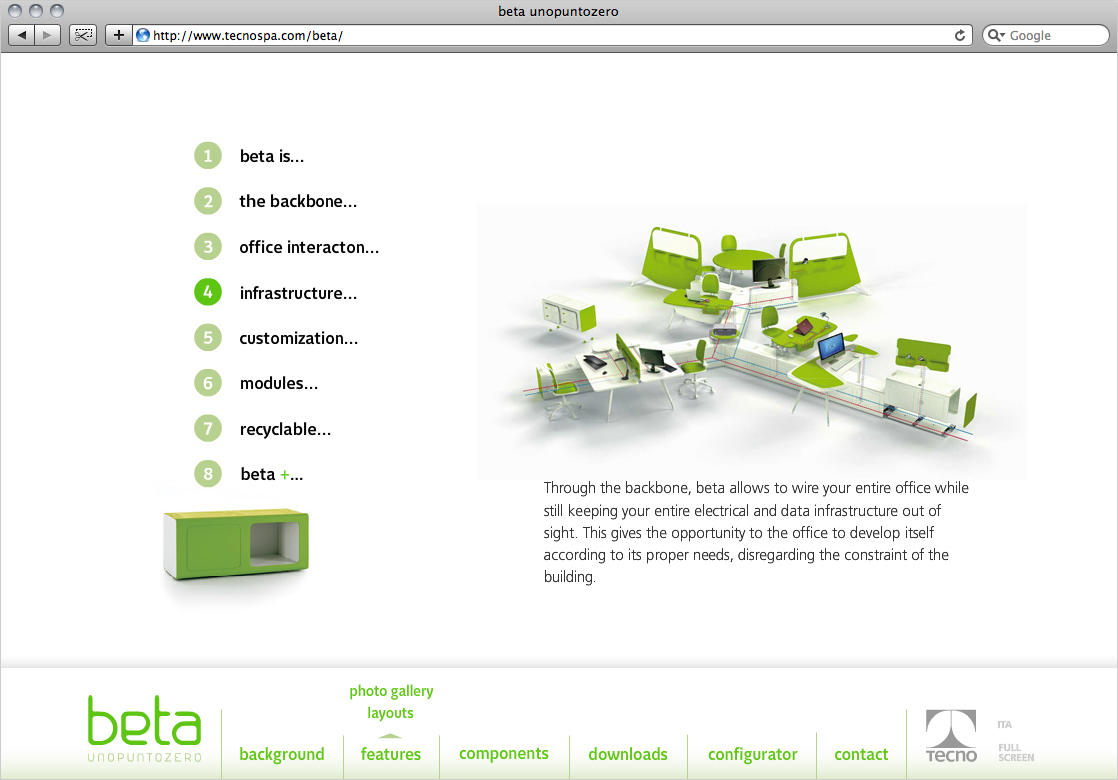 beta unopuntozero
http://www.tecnospa.com/beta/
Google
1 beta is...
2 the backbone...
3 office interacton...
4 infrastructure...
5 customization...
6 modules...
7 recyclable...
8 beta +...
Through the backbone, beta allows to wire your entire office while
still keeping your entire electrical and data infrastructure out of
sight. This gives the opportunity to the office to develop itself
according to its proper needs, disregarding the constraint of the
building.
photo gallery
layouts
beta
UNOPUNTOZERO
background
features
components
downloads
configurator
contact
TECNO
ITA
FULL
SCREEN